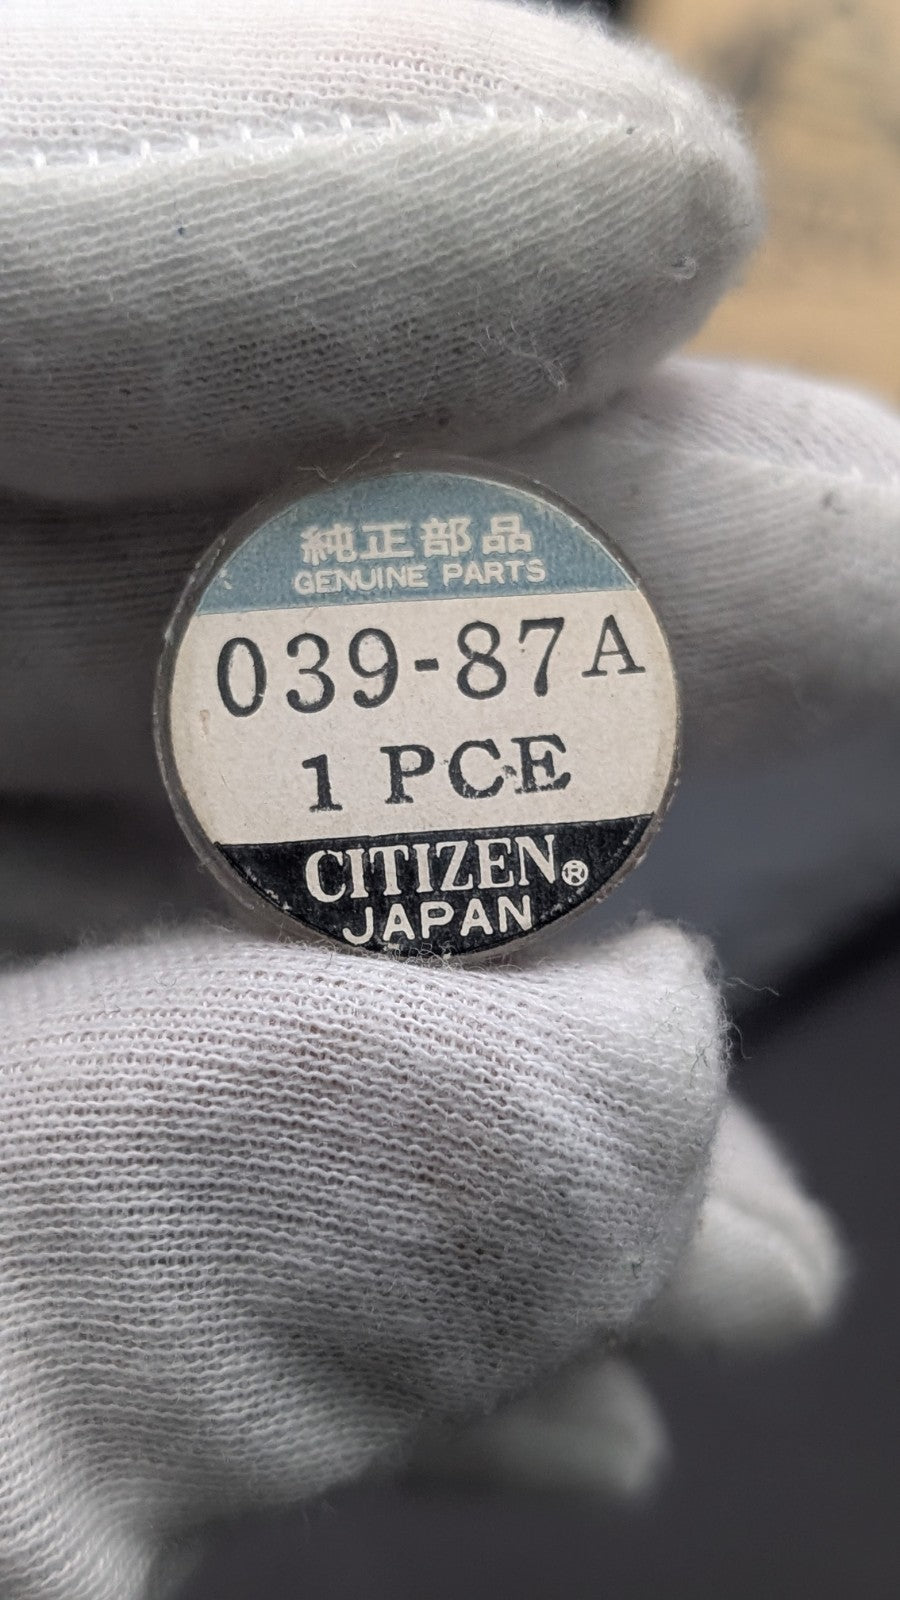 純正部品
GENUINE PARTS
039-87A
1 PCE
CITIZEN®
JAPAN